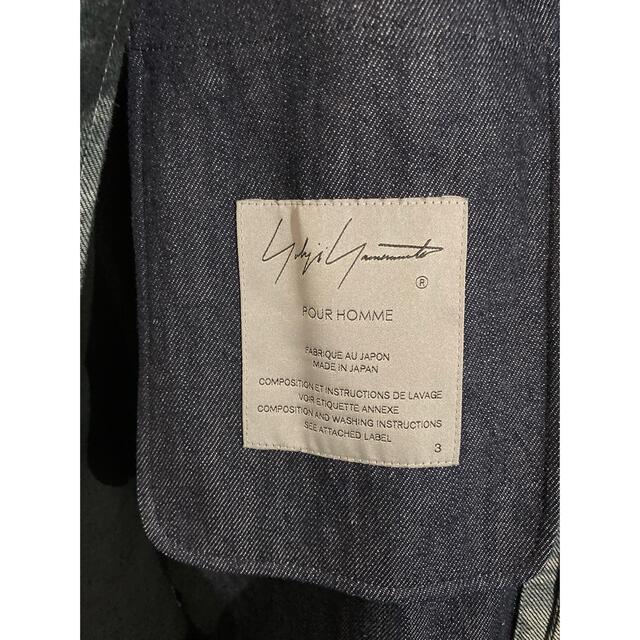 Yohji Yamamoto
®
POUR HOMME
FABRIQUE AU JAPON
MADE IN JAPAN
COMPOSITION ET INSTRUCTIONS DE LAVAGE
VOIR ETIQUETTE ANNEXE
COMPOSITION AND WASHING INSTRUCTIONS
SEE ATTACHED LABEL
3